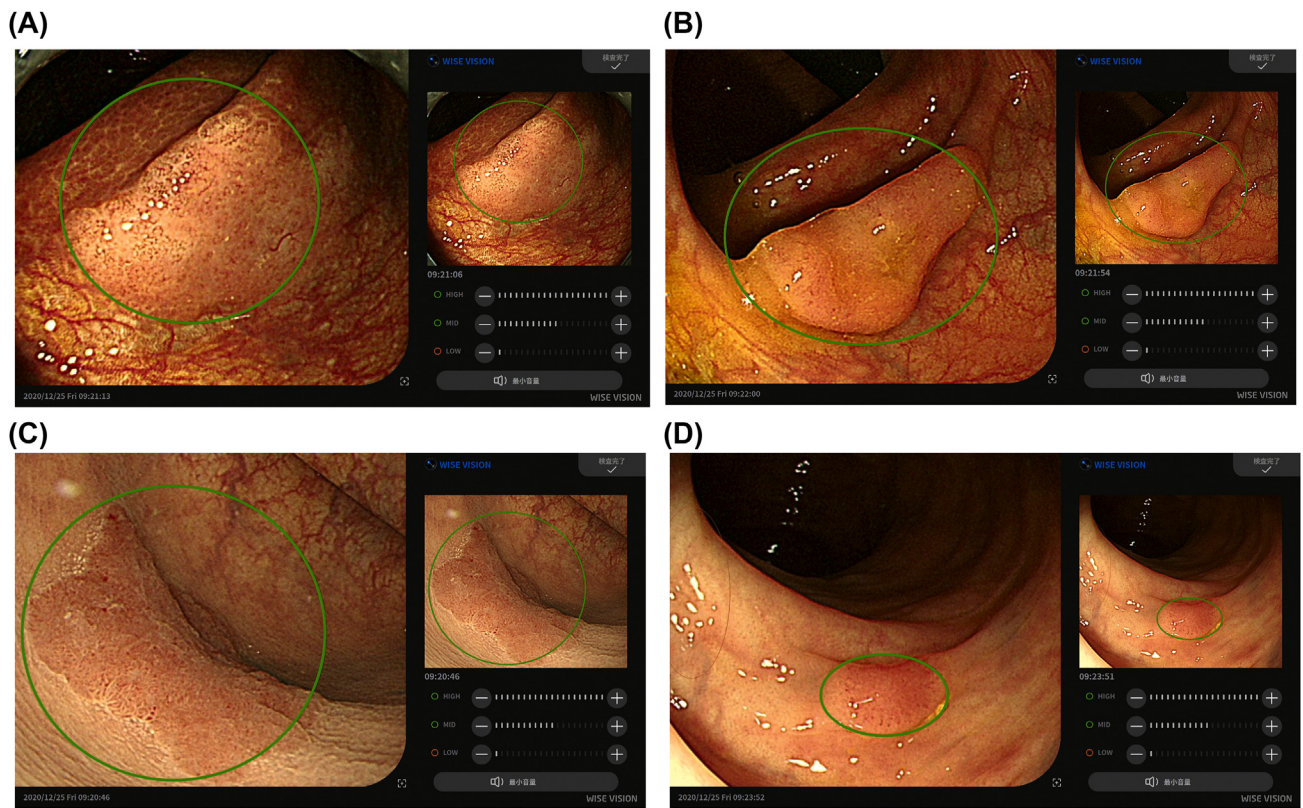 (A)
WISE VISION
検査完了
09:21:06
HIGH
MID
LOW
最小音量
2020/12/25 Fri 09:21:13
WISE VISION
(B)
WISE VISION
検査完了
09:21:54
HIGH
MID
LOW
最小音量
2020/12/25 Fri 09:22:00
WISE VISION
(C)
WISE VISION
検査完了
09:20:46
HIGH
MID
LOW
最小音量
2020/12/25 Fri 09:20:46
WISE VISION
(D)
WISE VISION
検査完了
09:23:51
HIGH
MID
LOW
最小音量
2020/12/25 Fri 09:23:52
WISE VISION